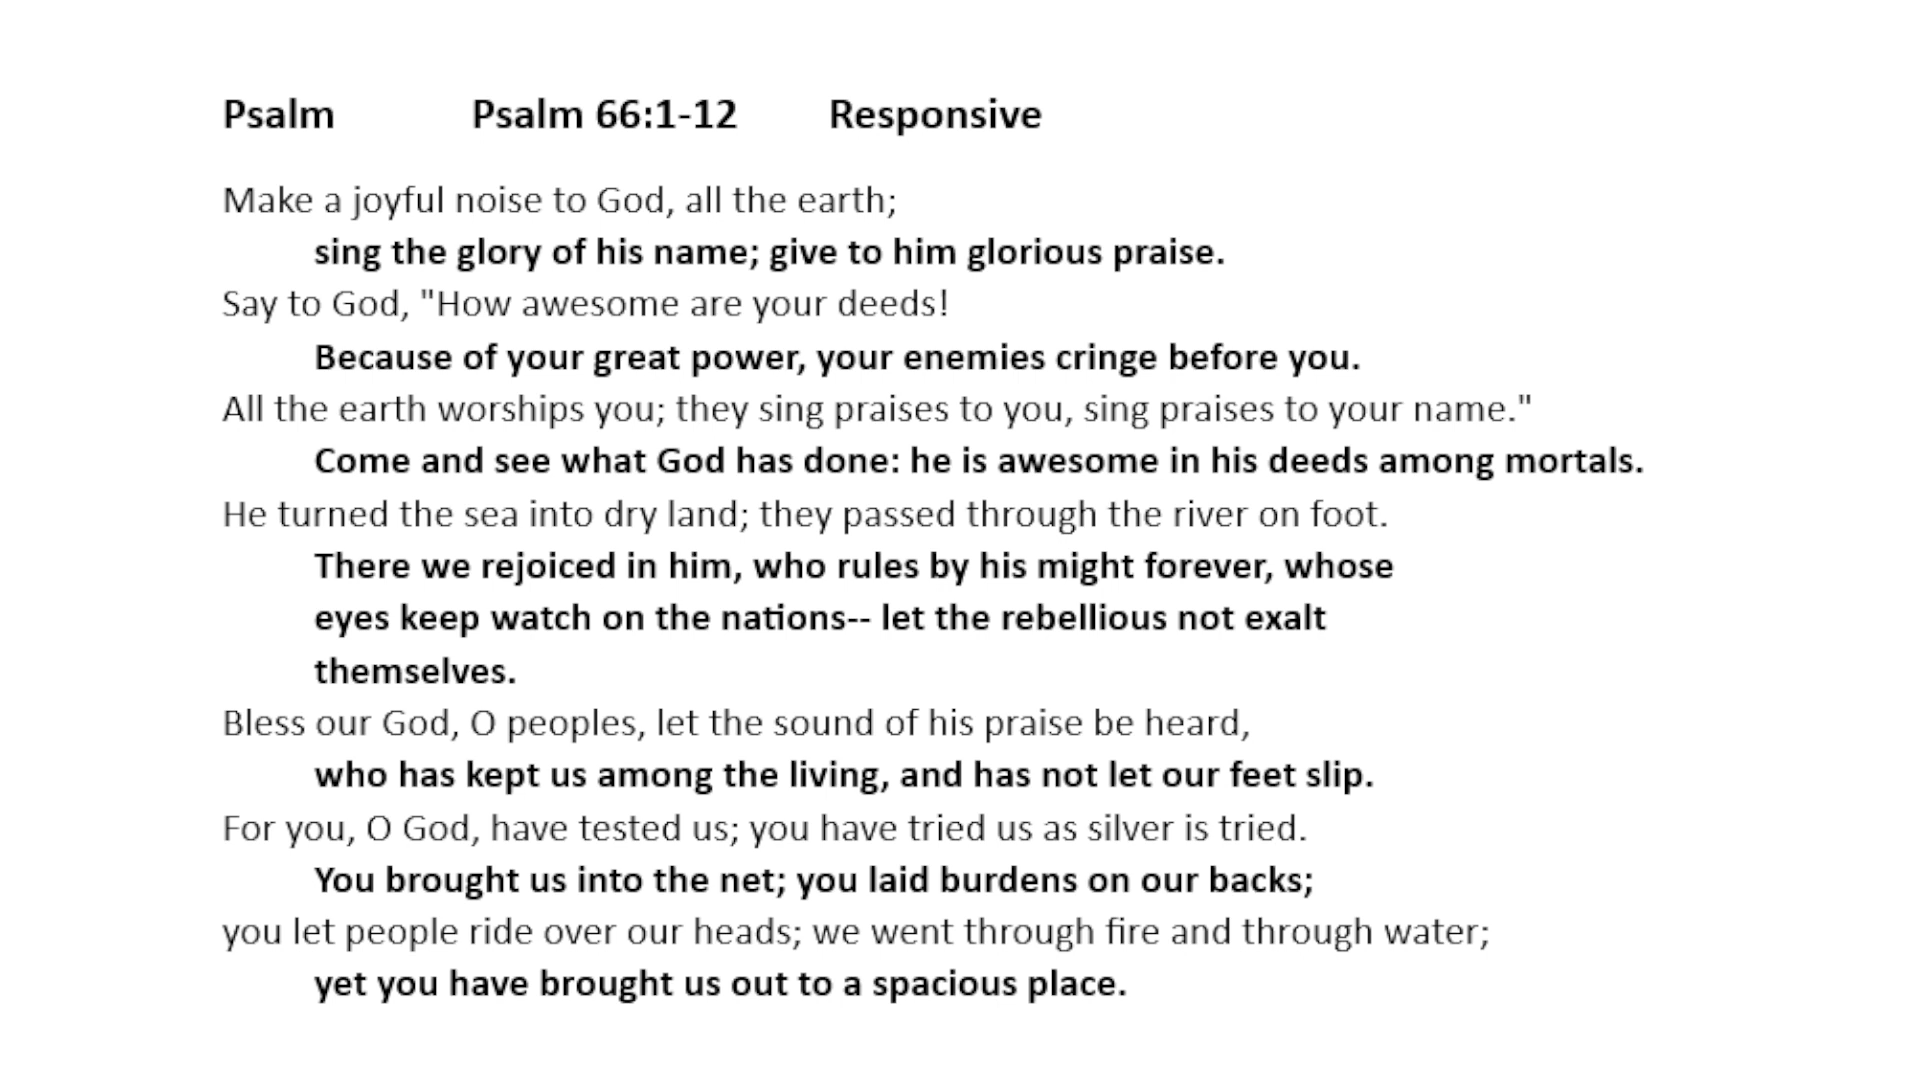 Psalm Psalm 66:1-12 Responsive
Make a joyful noise to God, all the earth;
sing the glory of his name; give to him glorious praise.
Say to God, "How awesome are your deeds!
Because of your great power, your enemies cringe before you.
All the earth worships you; they sing praises to you, sing praises to your name."
Come and see what God has done: he is awesome in his deeds among mortals.
He turned the sea into dry land; they passed through the river on foot.
There we rejoiced in him, who rules by his might forever, whose
eyes keep watch on the nations-- let the rebellious not exalt
themselves.
Bless our God, O peoples, let the sound of his praise be heard,
who has kept us among the living, and has not let our feet slip.
For you, O God, have tested us; you have tried us as silver is tried.
You brought us into the net; you laid burdens on our backs;
you let people ride over our heads; we went through fire and through water;
yet you have brought us out to a spacious place.